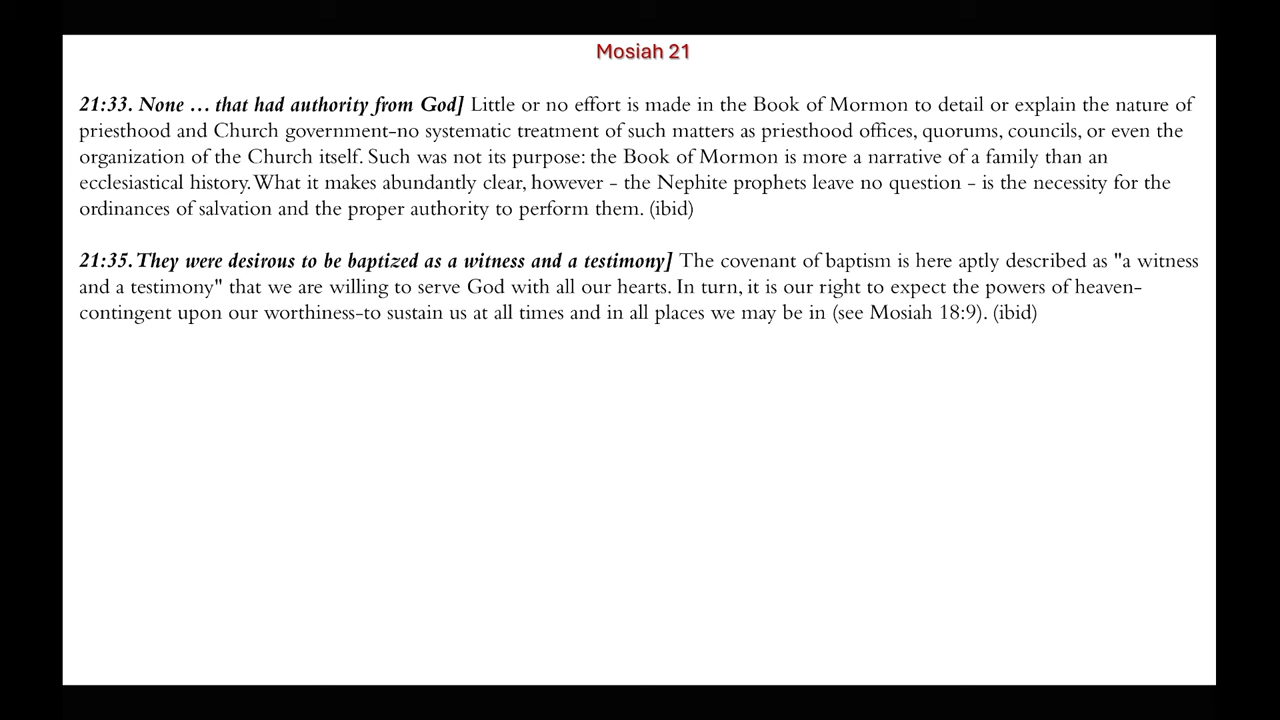 Mosiah 21
21:33. None … that had authority from God] Little or no effort is made in the Book of Mormon to detail or explain the nature of
priesthood and Church government-no systematic treatment of such matters as priesthood offices, quorums, councils, or even the
organization of the Church itself. Such was not its purpose: the Book of Mormon is more a narrative of a family than an
ecclesiastical history. What it makes abundantly clear, however - the Nephite prophets leave no question - is the necessity for the
ordinances of salvation and the proper authority to perform them. (ibid)
21:35. They were desirous to be baptized as a witness and a testimony] The covenant of baptism is here aptly described as "a witness
and a testimony" that we are willing to serve God with all our hearts. In turn, it is our right to expect the powers of heaven-
contingent upon our worthiness-to sustain us at all times and in all places we may be in (see Mosiah 18:9). (ibid)